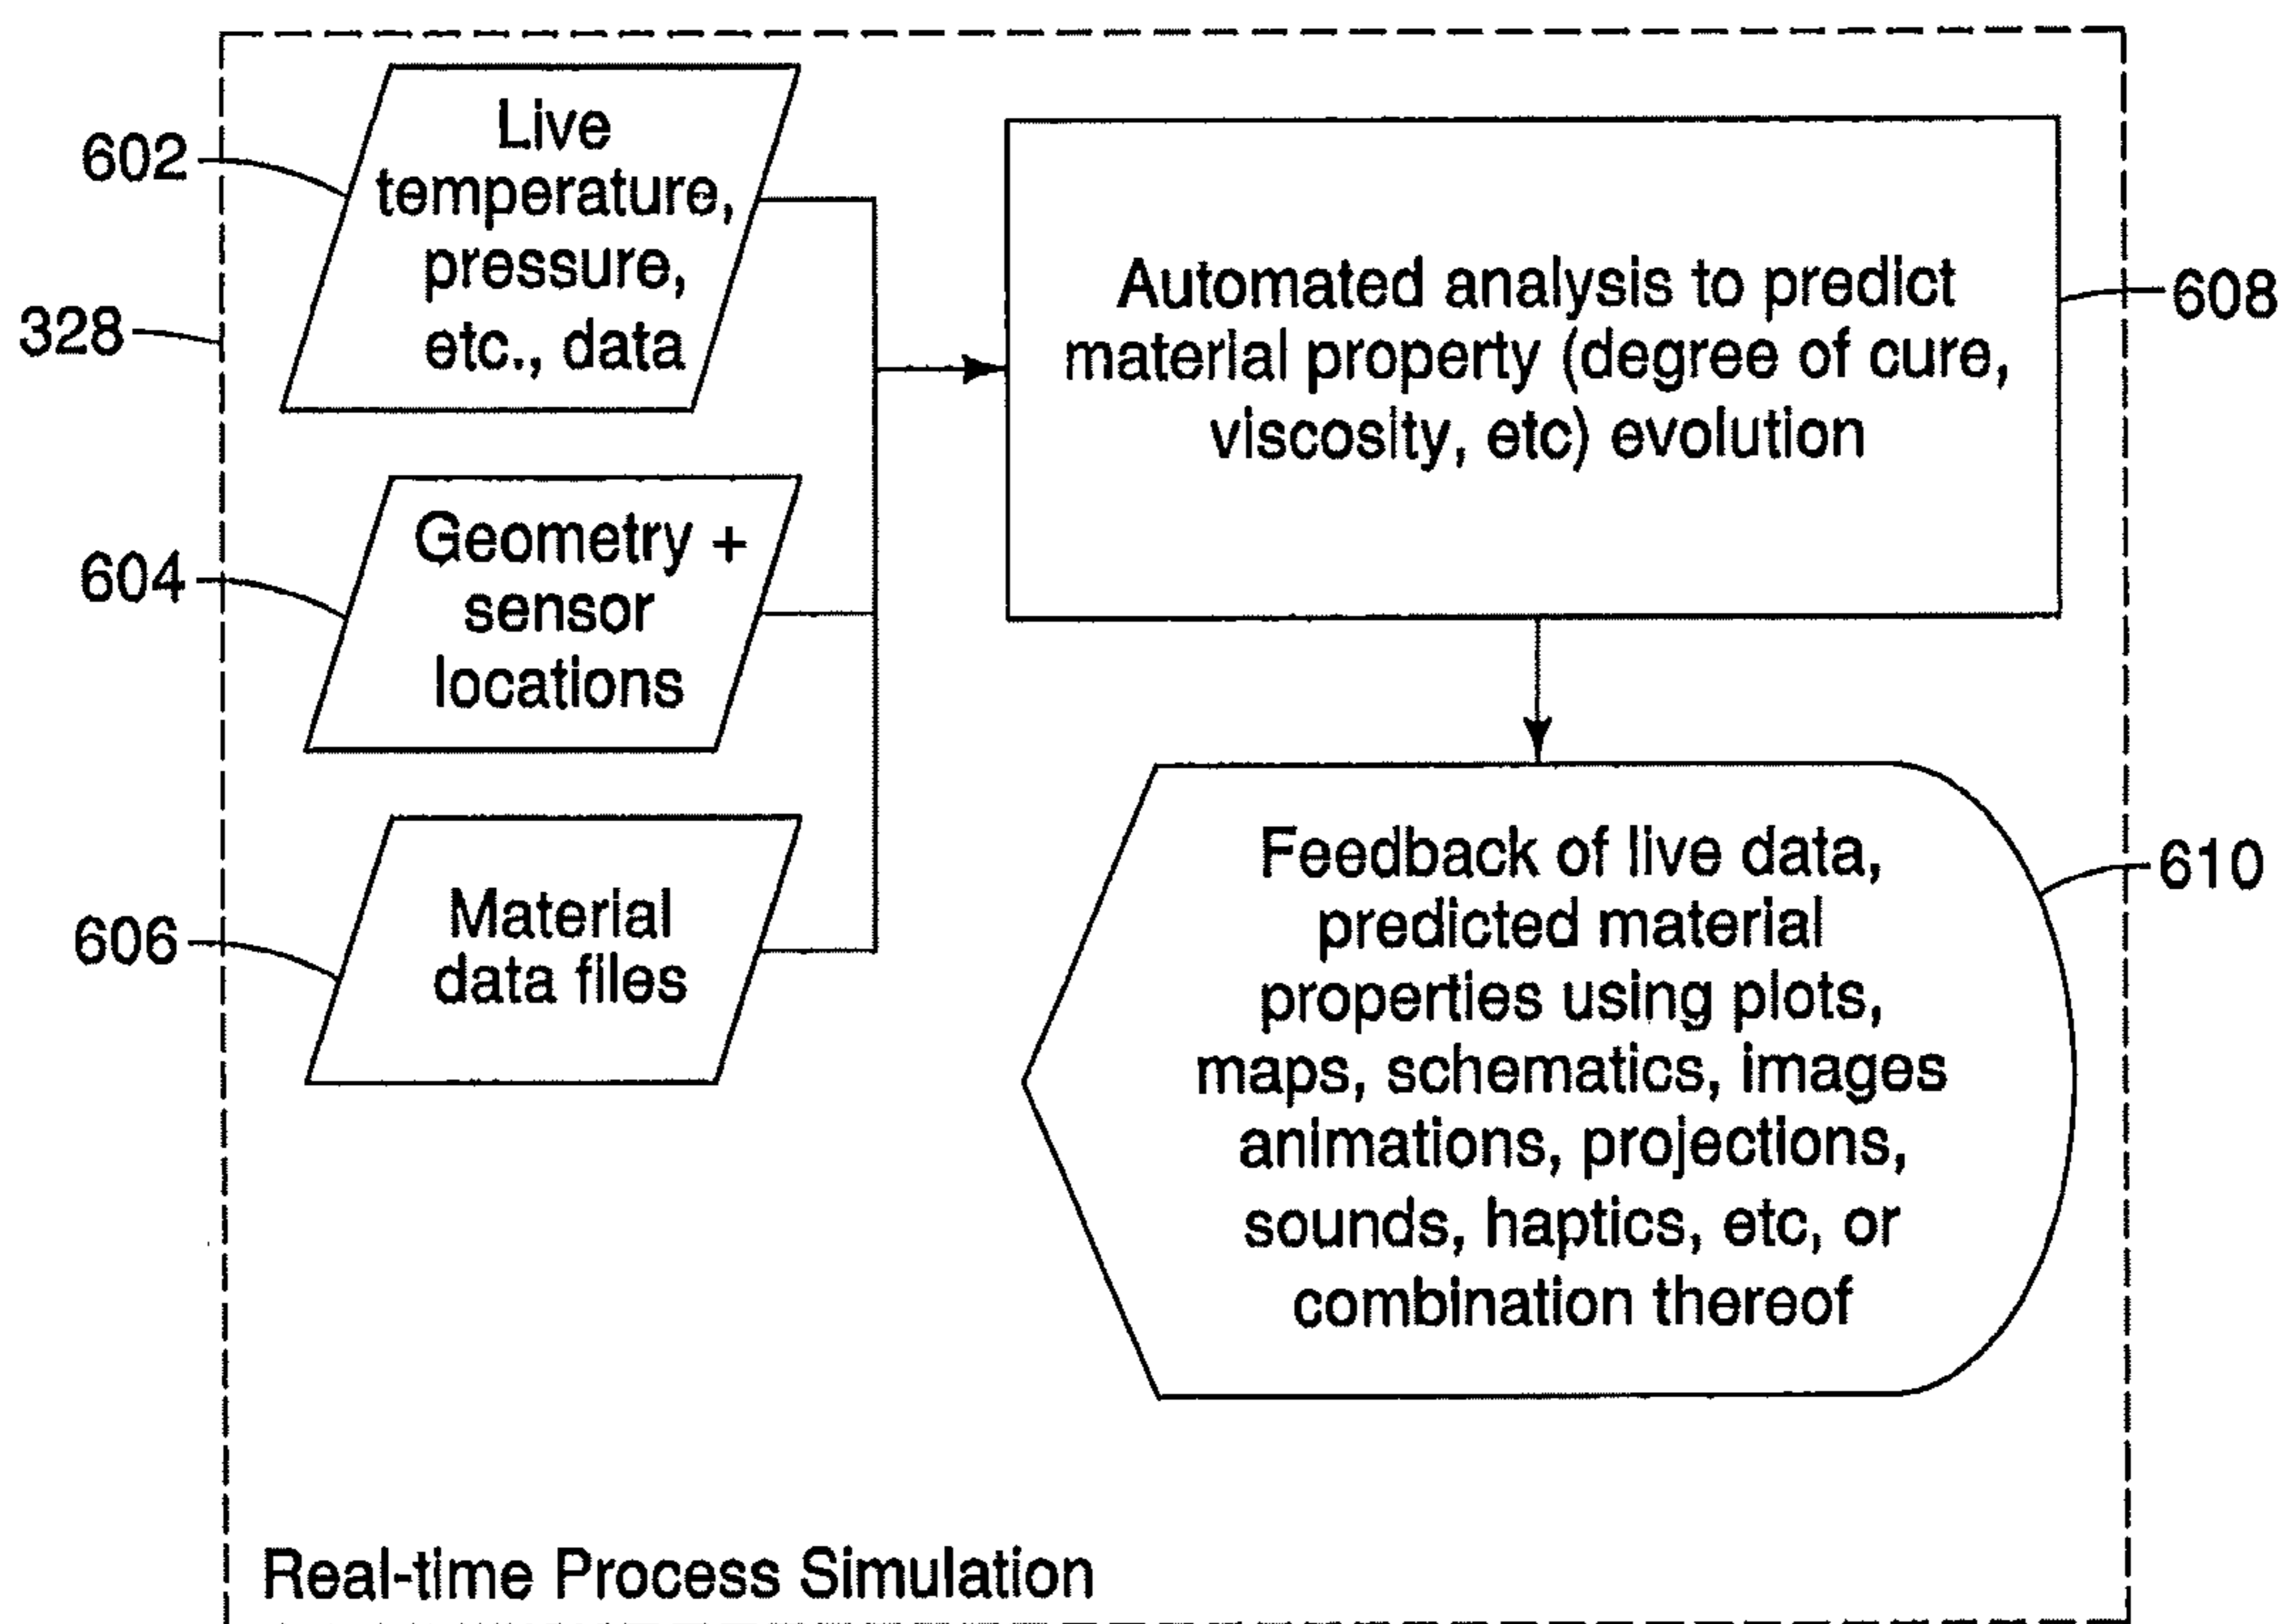 602
Live
temperature,
pressure,
etc., data
328
604
Geometry +
sensor
locations
606
Material
data files
Automated analysis to predict
material property (degree of cure,
viscosity, etc) evolution
608
Feedback of live data,
predicted material
properties using plots,
maps, schematics, images
animations, projections,
sounds, haptics, etc, or
combination thereof
610
Real-time Process Simulation